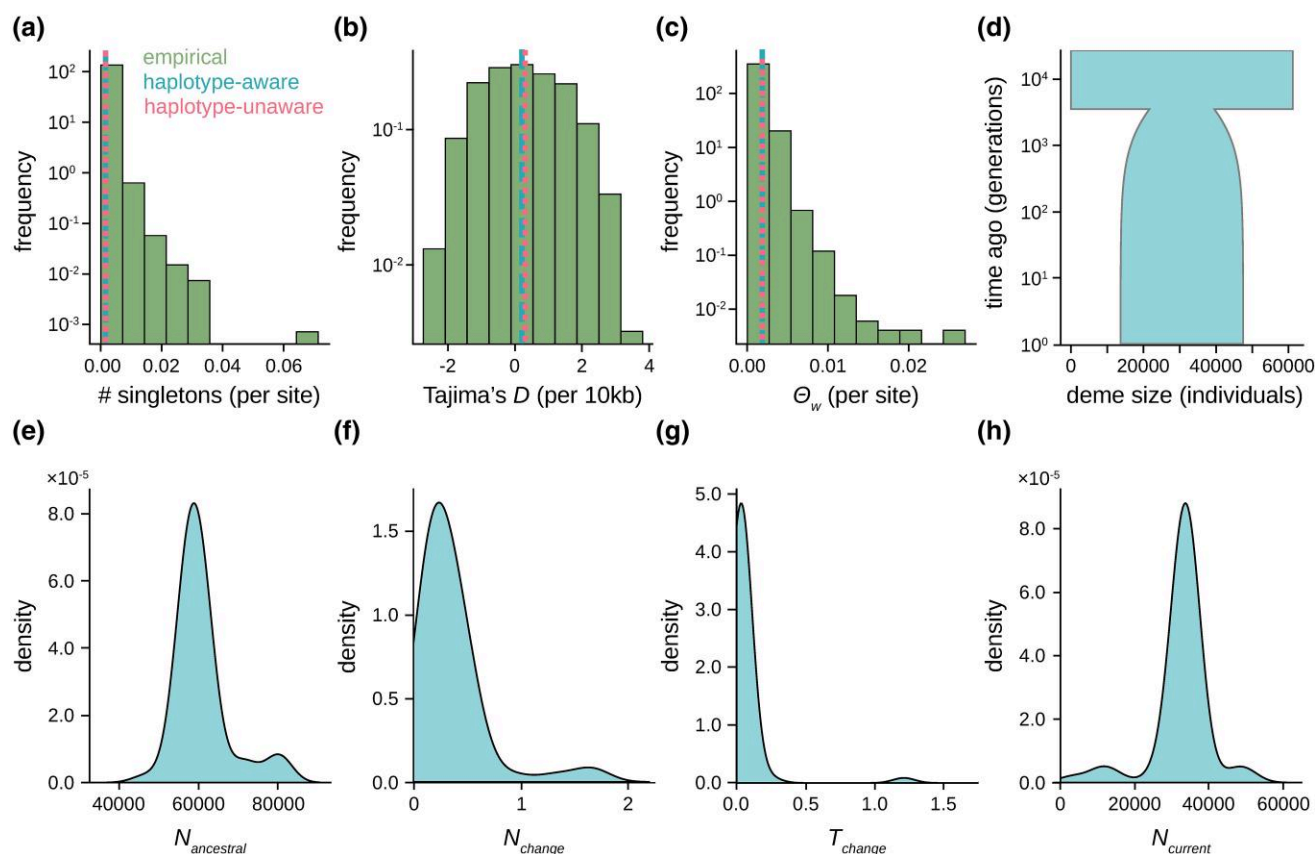 (a)
empirical
haplotype-aware
haplotype-unaware
frequency
10²
10¹
10⁰
10⁻¹
10⁻²
10⁻³
0.00 0.02 0.04 0.06
# singletons (per site)
(b)
frequency
10⁻¹
10⁻²
-2 0 2 4
Tajima's D (per 10kb)
(c)
frequency
10²
10¹
10⁰
10⁻¹
10⁻²
0.00 0.01 0.02
Θw (per site)
(d)
time ago (generations)
10⁴
10³
10²
10¹
10⁰
0 20000 40000 60000
deme size (individuals)
(e)
×10⁻⁵
density
8.0
6.0
4.0
2.0
0.0
40000 60000 80000
Nancestral
(f)
density
1.5
1.0
0.5
0.0
0 1 2
Nchange
(g)
density
5.0
4.0
3.0
2.0
1.0
0.0
0.0 0.5 1.0 1.5
Tchange
(h)
×10⁻⁵
density
8.0
6.0
4.0
2.0
0.0
0 20000 40000 60000
Ncurrent